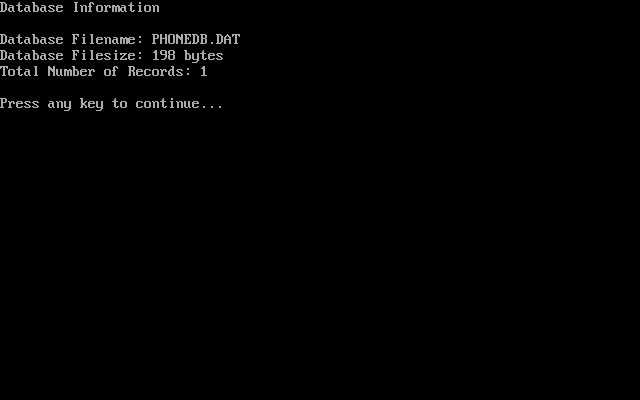 Database Information
Database Filename: PHONEDB.DAT
Database Filesize: 198 bytes
Total Number of Records: 1
Press any key to continue...